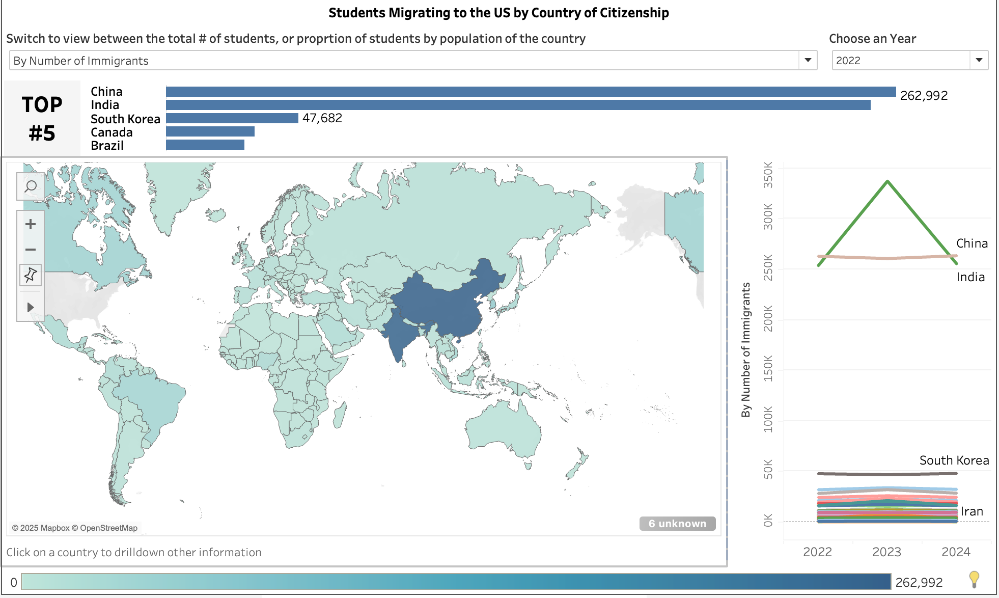 Students Migrating to the US by Country of Citizenship
Switch to view between the total # of students, or proprtion of students by population of the country
Choose an Year
By Number of Immigrants
2022
TOP
#5
China
262,992
India
South Korea
47,682
Canada
Brazil
350K
300K
250K
200K
150K
100K
50K
0K
By Number of Immigrants
China
India
South Korea
Iran
2022
2023
2024
© 2025 Mapbox © OpenStreetMap
6 unknown
Click on a country to drilldown other information
0
262,992